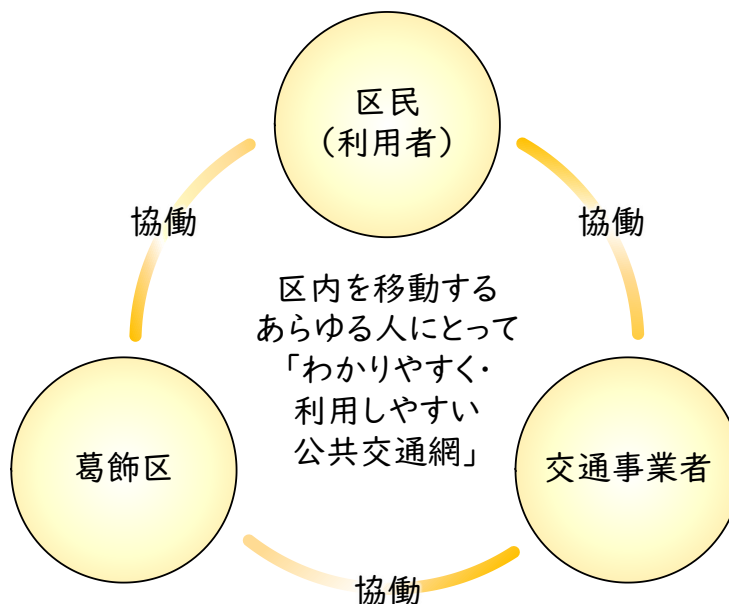 区民
（利用者）
協働
協働
区内を移動する
あらゆる人にとって
「わかりやすく・
利用しやすい
公共交通網」
葛飾区
交通事業者
協働